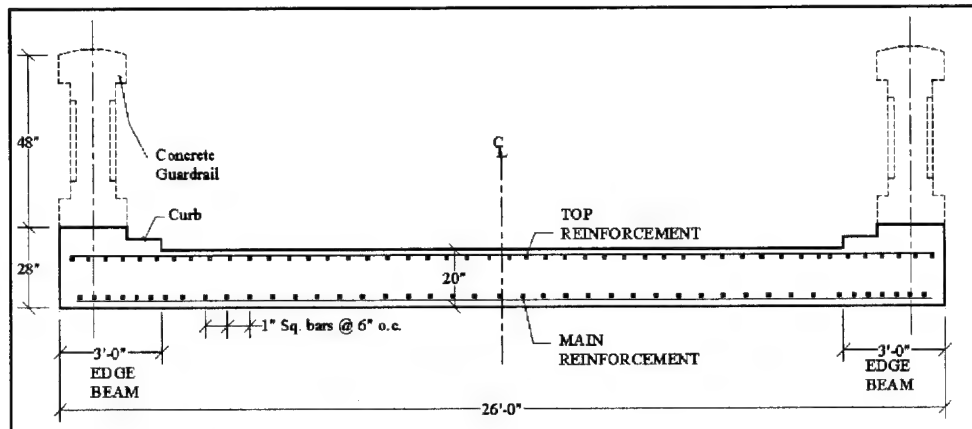 48"
Concrete
Guardrail
C
L
Curb
TOP
REINFORCEMENT
28"
20"
1" Sq. bars @ 6" o.c.
MAIN
REINFORCEMENT
3'-0"
EDGE
BEAM
3'-0"
EDGE
BEAM
26'-0"